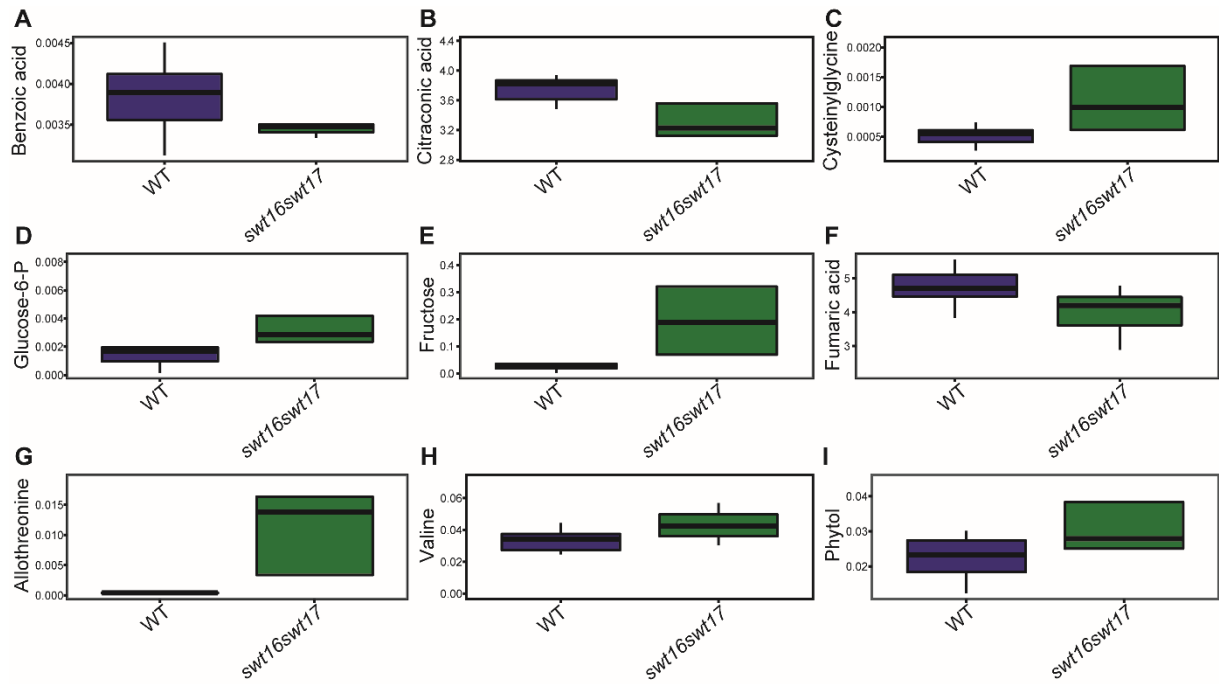 A
Benzoic acid
0.0045
0.0040
0.0035
WT
swt16swt17
B
Citraconic acid
4.4
4.0
3.6
3.2
2.8
WT
swt16swt17
C
Cysteinylglycine
0.0020
0.0015
0.0010
0.0005
WT
swt16swt17
D
Glucose-6-P
0.008
0.006
0.004
0.002
0.000
WT
swt16swt17
E
Fructose
0.4
0.3
0.2
0.1
0.0
WT
swt16swt17
F
Fumaric acid
5
4
3
WT
swt16swt17
G
Allothreonine
0.015
0.010
0.005
0.000
WT
swt16swt17
H
Valine
0.06
0.04
0.02
0.00
WT
swt16swt17
I
Phytol
0.04
0.03
0.02
WT
swt16swt17